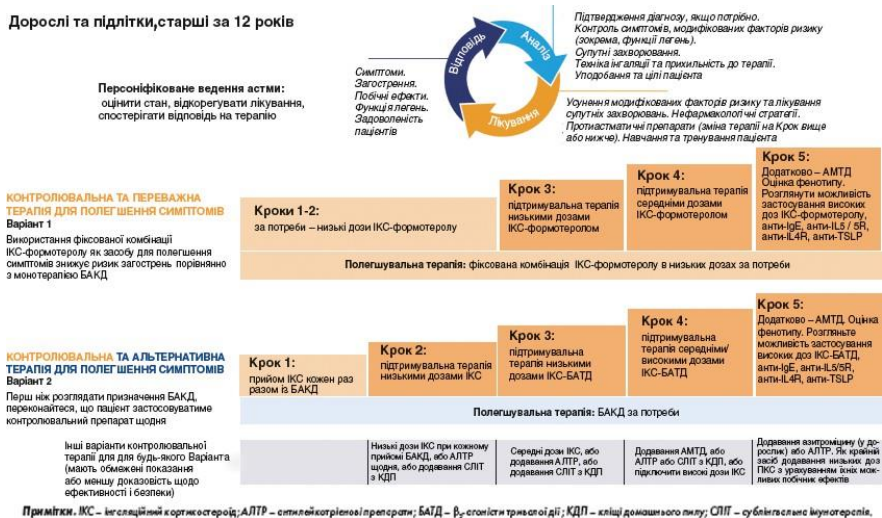 Дорослі та підлітки,старші за 12 років
Персоніфіковане ведення астми:
оцінити стан, відкорегувати лікування,
спостерігати відповідь на терапію
Симптоми.
Загострення.
Побічні ефекти.
Функція легень.
Задоволеність
пацієнтів
Відповідь
Аналіз
Лікування
Підтвердження діагнозу, якщо потрібно.
Контроль симптомів, модифікованих факторів ризику
(зокрема, функції легень).
Супутні захворювання.
Техніка інгаляції та прихильність до терапії.
Уподобання та цілі пацієнта
Усунення модифікованих факторів ризику та лікування
супутніх захворювань. Нефармакологічні стратегії.
Протиастматичні препарати (зміна терапії на Крок вище
або нижче). Навчання та тренування пацієнта
КОНТРОЛЮВАЛЬНА ТА ПЕРЕВАЖНА
ТЕРАПІЯ ДЛЯ ПОЛЕГШЕННЯ СИМПТОМІВ
Варіант 1
Використання фіксованої комбінації
ІКС-формотеролу як засобу для полегшення
симптомів знижує ризик загострень порівнянно
з монотерапією БАКД
Кроки 1-2:
за потреби – низькі дози ІКС-формотеролу
Крок 3:
підтримувальна терапія
низькими дозами
ІКС-формотеролом
Крок 4:
підтримувальна терапія
середніми дозами
ІКС-формотеролом
Крок 5:
Додатково – АМТД
Оцінка фенотипу.
Розглянути можливість
застосування високих
доз ІКС-формотеролу,
анти-IgE, анти-IL5 / 5R,
анти-IL4R, анти-TSLP
Полегшувальна терапія: фіксована комбінація ІКС-формотеролу в низьких дозах за потреби
КОНТРОЛЮВАЛЬНА ТА АЛЬТЕРНАТИВНА
ТЕРАПІЯ ДЛЯ ПОЛЕГШЕННЯ СИМПТОМІВ
Варіант 2
Перш ніж розглядати призначення БАКД,
переконайтеся, що пацієнт застосовуватиме
контролювальний препарат щодня
Крок 1:
прийом ІКС кожен раз
разом із БАКД
Крок 2:
підтримувальна терапія
низькими дозами ІКС
Крок 3:
підтримувальна
терапія низькими
дозами ІКС-БАТД
Крок 4:
підтримувальна
терапія середніми/
високими дозами
ІКС-БАТД
Крок 5:
Додатково – АМТД. Оцінка
фенотипу. Розгляньте
можливість застосування
високих доз ІКС-БАТД,
анти-IgE, анти-IL5/5R,
анти-IL4R, анти-TSLP
Полегшувальна терапія: БАКД за потреби
Інші варіанти контролювальної
терапії для для будь-якого Варіанта
(мають обмежені показання
або меншу доказовість щодо
ефективності і безпеки)
Низькі дози ІКС при кожному
прийомі БАКД, або АЛТР
щодня, або додавання СЛІТ
з КДП
Середні дози ІКС, або
додавання АЛТР, або
додавання СЛІТ з КДП
Додавання АМТД, або
АЛТР або СЛІТ з КДП, або
підключити високі дози ІКС
Додавання азитроміцину (у до-
рослих) або АЛТР. Як крайній
засіб додавання низьких доз
ПКС з урахуванням їхніх мож-
ливих побічних ефектів
Примітки. ІКС – інгаляційний кортикостероїд; АЛТР – антилейкотрієнові препарати; БАТД – β₂-агоністи тривалої дії; КДП – кліщі домашнього пилу; СЛІТ – сублінгвальна імунотерапія,